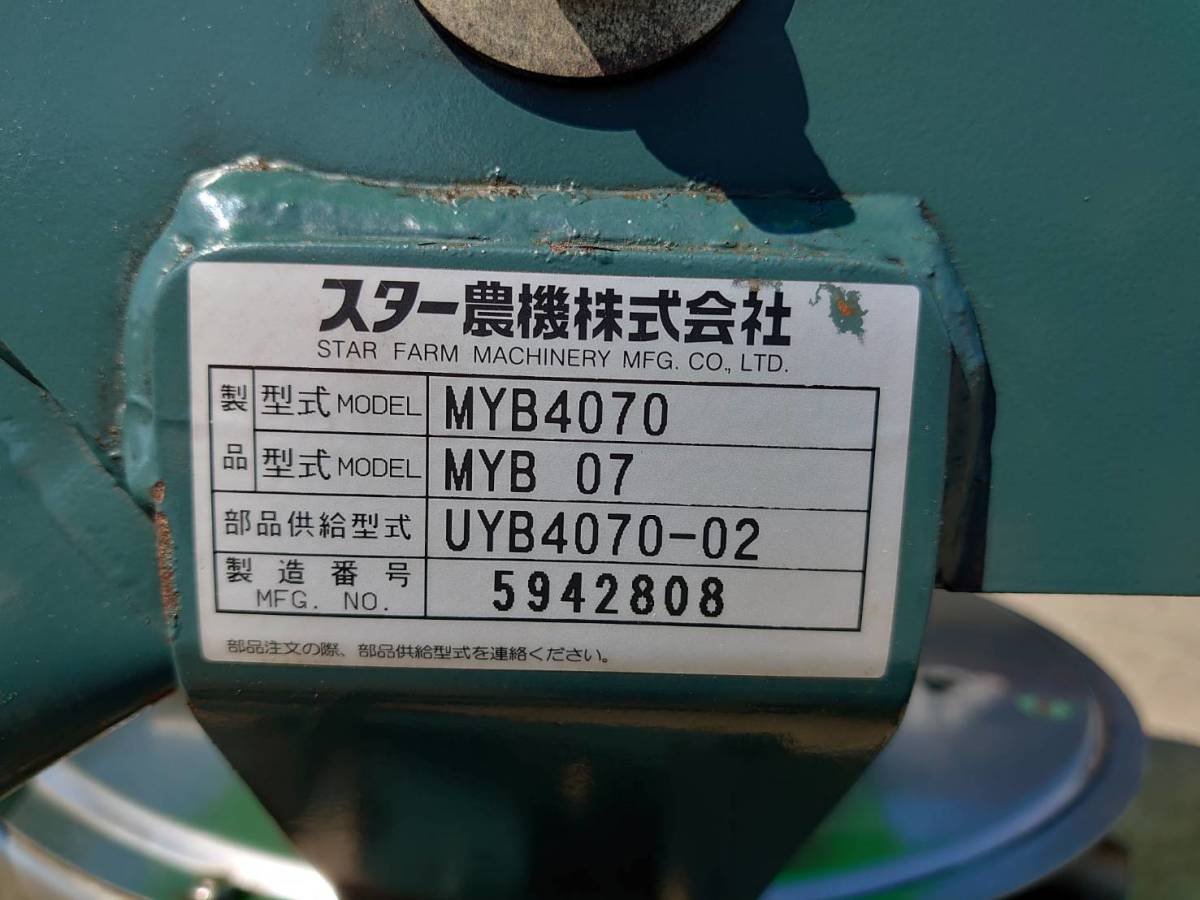 スター農機株式会社
STAR FARM MACHINERY MFG. CO., LTD.
製品 型式 MODEL MYB4070
型式 MODEL MYB 07
部品供給型式 UYB4070-02
製造番号 MFG. NO. 5942808
部品注文の際、部品供給型式を連絡ください。